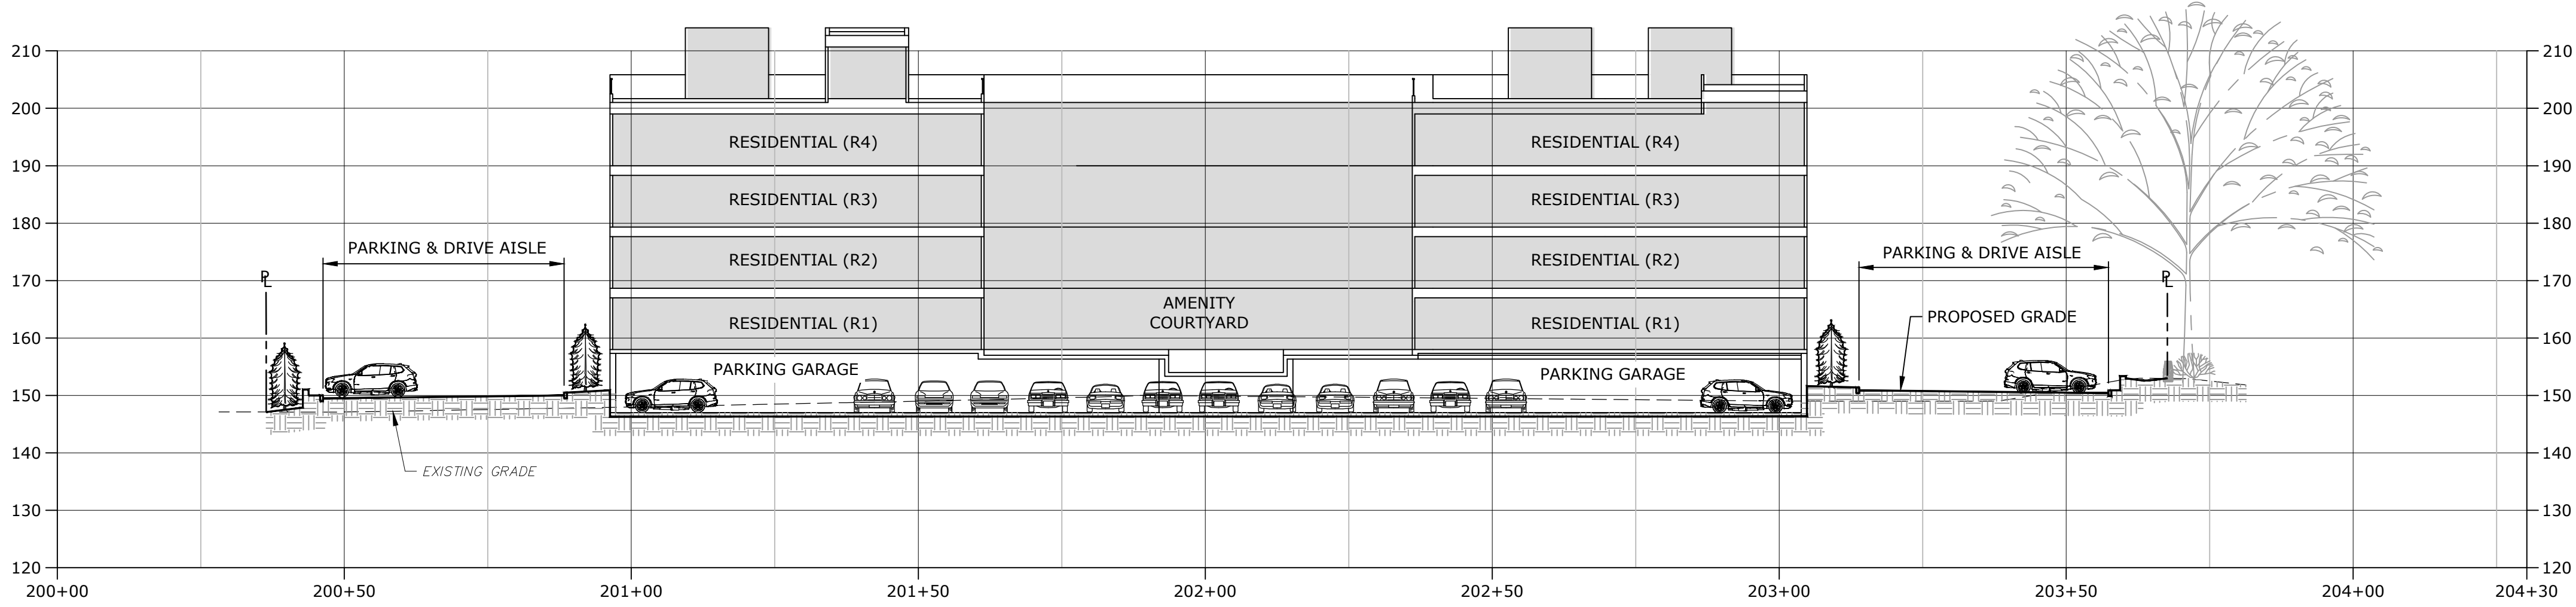 210
210
200
200
RESIDENTIAL (R4)
RESIDENTIAL (R4)
190
190
RESIDENTIAL (R3)
RESIDENTIAL (R3)
180
180
PARKING & DRIVE AISLE
PARKING & DRIVE AISLE
RESIDENTIAL (R2)
RESIDENTIAL (R2)
PL
PL
170
170
AMENITY
COURTYARD
PROPOSED GRADE
RESIDENTIAL (R1)
RESIDENTIAL (R1)
160
160
PARKING GARAGE
PARKING GARAGE
150
150
EXISTING GRADE
140
140
130
130
120
120
200+00
200+50
201+00
201+50
202+00
202+50
203+00
203+50
204+00
204+30